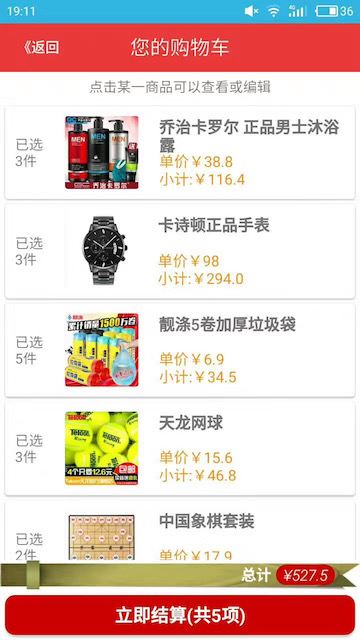 19:11
4G
36
《返回
您的购物车
点击某一商品可以查看或编辑
已选
3件
MEN
MEN
乔治卡罗尔
乔治卡罗尔 正品男士沐浴
露
单价￥38.8
小计:￥116.4
已选
3件
卡诗顿正品手表
单价￥98
小计:￥294.0
已选
5件
累计销量1500万套
靓涤5卷加厚垃圾袋
单价￥6.9
小计:￥34.5
已选
3件
Teloon
Teloon
4个只要12.6元
包邮
天龙网球
单价￥15.6
小计:￥46.8
已选
2件
中国象棋套装
单价￥17.9
总计 ￥527.5
立即结算(共5项)